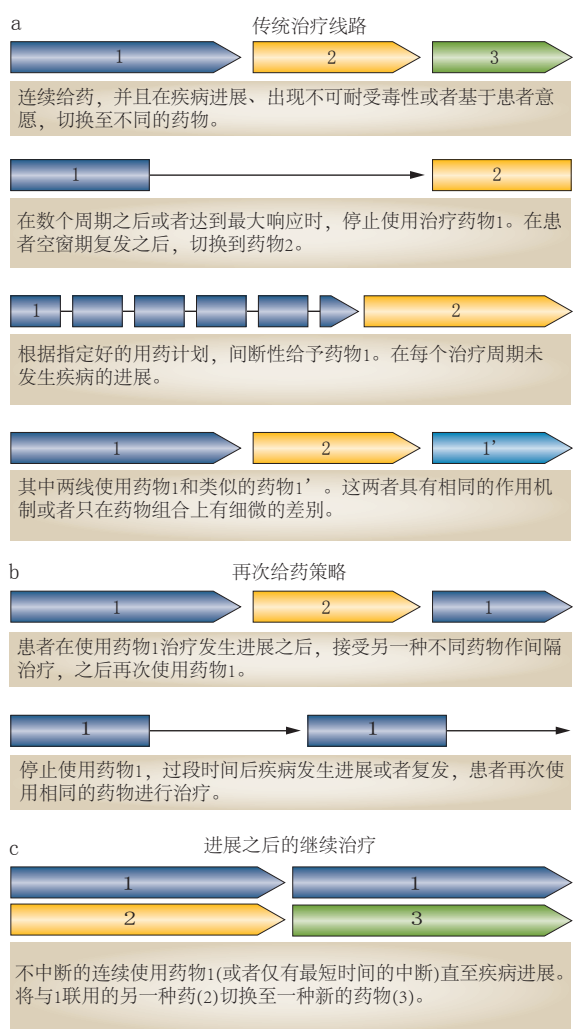 a
传统治疗线路
1 2 3
连续给药，并且在疾病进展、出现不可耐受毒性或者基于患者意
愿，切换至不同的药物。
1 2
在数个周期之后或者达到最大响应时，停止使用治疗药物1。在患
者空窗期复发之后，切换到药物2。
1 2
根据指定好的用药计划，间断性给予药物1。在每个治疗周期未
发生疾病的进展。
1 2 1’
其中两线使用药物1和类似的药物1’。这两者具有相同的作用机
制或者只在药物组合上有细微的差别。
b
再次给药策略
1 2 1
患者在使用药物1治疗发生进展之后，接受另一种不同药物作间隔
治疗，之后再次使用药物1。
1 1
停止使用药物1，过段时间后疾病发生进展或者复发，患者再次使
用相同的药物进行治疗。
c
进展之后的继续治疗
1 1
2 3
不中断的连续使用药物1(或者仅有最短时间的中断)直至疾病进展。
将与1联用的另一种药(2)切换至一种新的药物(3)。